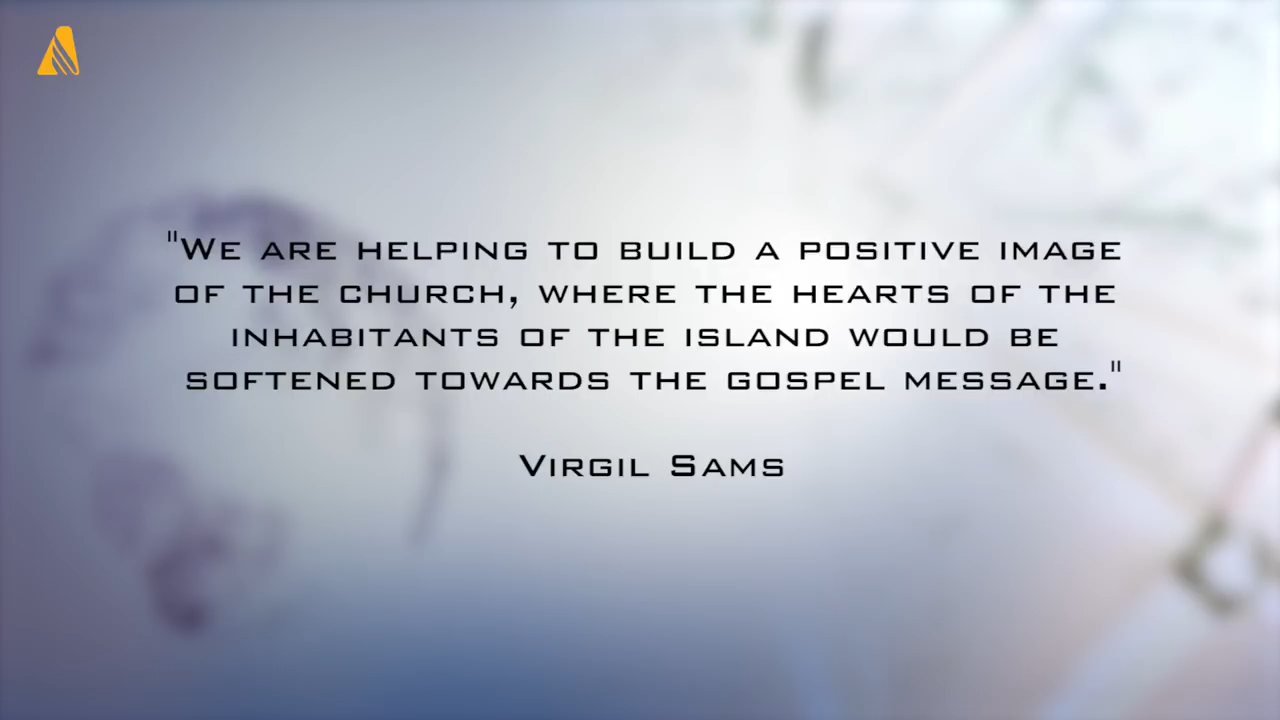 "We are helping to build a positive image
of the church, where the hearts of the
inhabitants of the island would be
softened towards the gospel message."
Virgil Sams